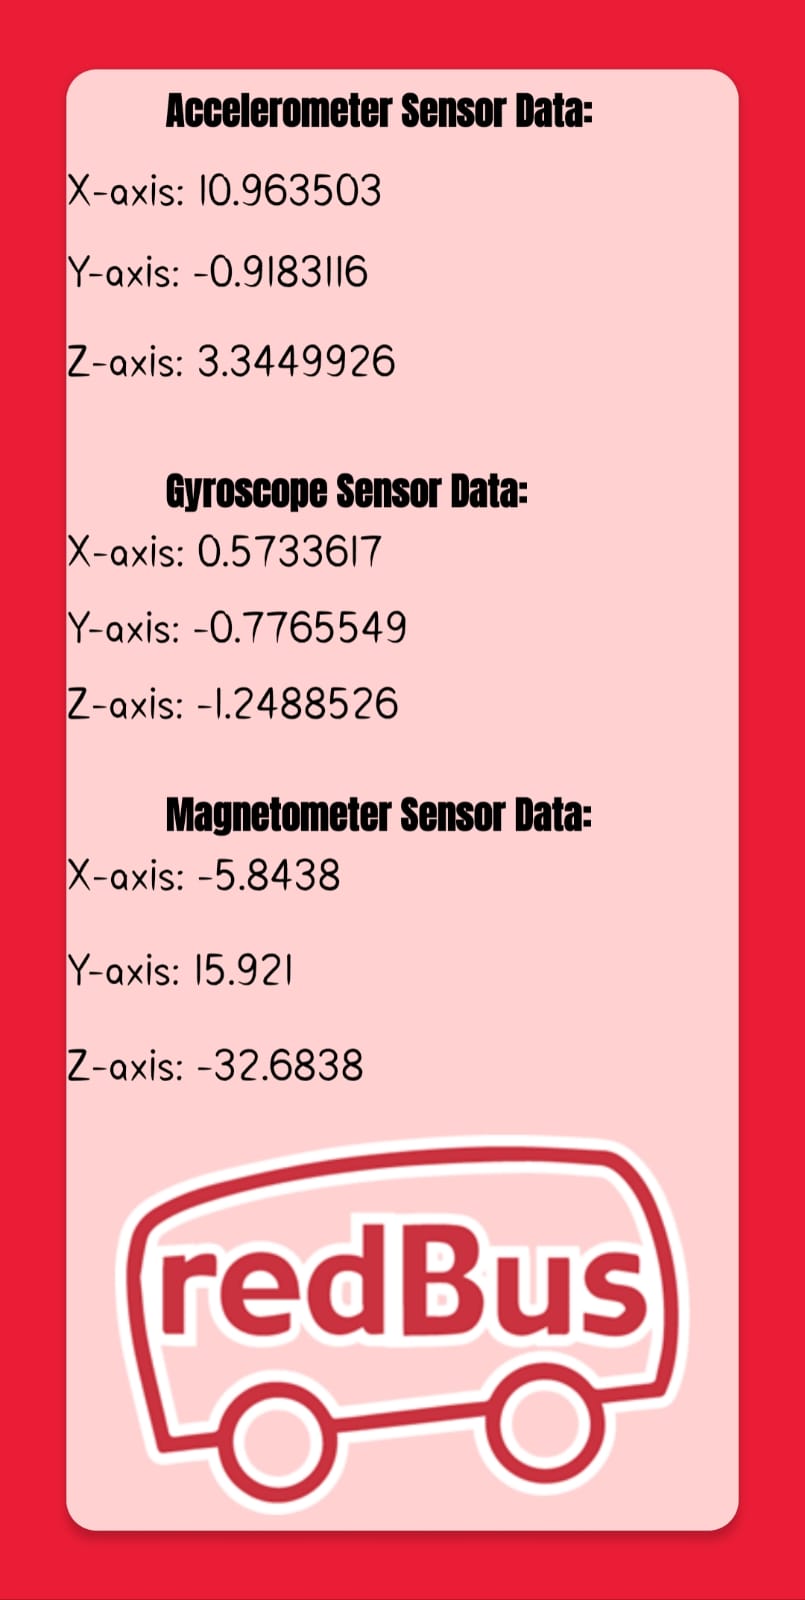 Accelerometer Sensor Data:
X-axis: 10.963503
Y-axis: -0.9183116
Z-axis: 3.3449926
Gyroscope Sensor Data:
X-axis: 0.5733617
Y-axis: -0.7765549
Z-axis: -1.2488526
Magnetometer Sensor Data:
X-axis: -5.8438
Y-axis: 15.921
Z-axis: -32.6838
redBus